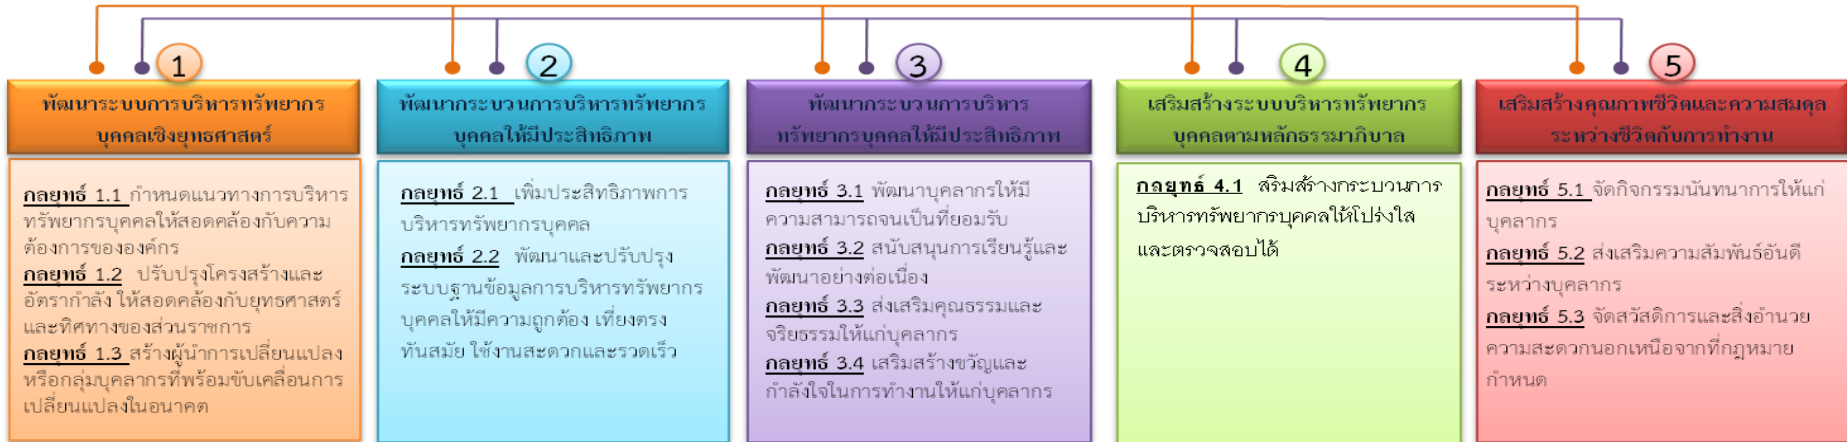 1
พัฒนาระบบการบริหารทรัพยากร
บุคคลเชิงยุทธศาสตร์
กลยุทธ์ 1.1 กำหนดแนวทางการบริหาร
ทรัพยากรบุคคลให้สอดคล้องกับความ
ต้องการขององค์กร
กลยุทธ์ 1.2 ปรับปรุงโครงสร้างและ
อัตรากำลัง ให้สอดคล้องกับยุทธศาสตร์
และทิศทางของส่วนราชการ
กลยุทธ์ 1.3 สร้างผู้นำการเปลี่ยนแปลง
หรือกลุ่มบุคลากรที่พร้อมขับเคลื่อนการ
เปลี่ยนแปลงในอนาคต
2
พัฒนากระบวนการบริหารทรัพยากร
บุคคลให้มีประสิทธิภาพ
กลยุทธ์ 2.1 เพิ่มประสิทธิภาพการ
บริหารทรัพยากรบุคคล
กลยุทธ์ 2.2 พัฒนาและปรับปรุง
ระบบฐานข้อมูลการบริหารทรัพยากร
บุคคลให้มีความถูกต้อง เที่ยงตรง
ทันสมัย ใช้งานสะดวกและรวดเร็ว
3
พัฒนากระบวนการบริหาร
ทรัพยากรบุคคลให้มีประสิทธิภาพ
กลยุทธ์ 3.1 พัฒนาบุคลากรให้มี
ความสามารถจนเป็นที่ยอมรับ
กลยุทธ์ 3.2 สนับสนุนการเรียนรู้และ
พัฒนาอย่างต่อเนื่อง
กลยุทธ์ 3.3 ส่งเสริมคุณธรรมและ
จริยธรรมให้แก่บุคลากร
กลยุทธ์ 3.4 เสริมสร้างขวัญและ
กำลังใจในการทำงานให้แก่บุคลากร
4
เสริมสร้างระบบบริหารทรัพยากร
บุคคลตามหลักธรรมาภิบาล
กลยุทธ์ 4.1 สริมสร้างกระบวนการ
บริหารทรัพยากรบุคคลให้โปร่งใส
และตรวจสอบได้
5
เสริมสร้างคุณภาพชีวิตและความสมดุล
ระหว่างชีวิตกับการทำงาน
กลยุทธ์ 5.1 จัดกิจกรรมนันทนาการให้แก่
บุคลากร
กลยุทธ์ 5.2 ส่งเสริมความสัมพันธ์อันดี
ระหว่างบุคลากร
กลยุทธ์ 5.3 จัดสวัสดิการและสิ่งอำนวย
ความสะดวกนอกเหนือจากที่กฎหมาย
กำหนด